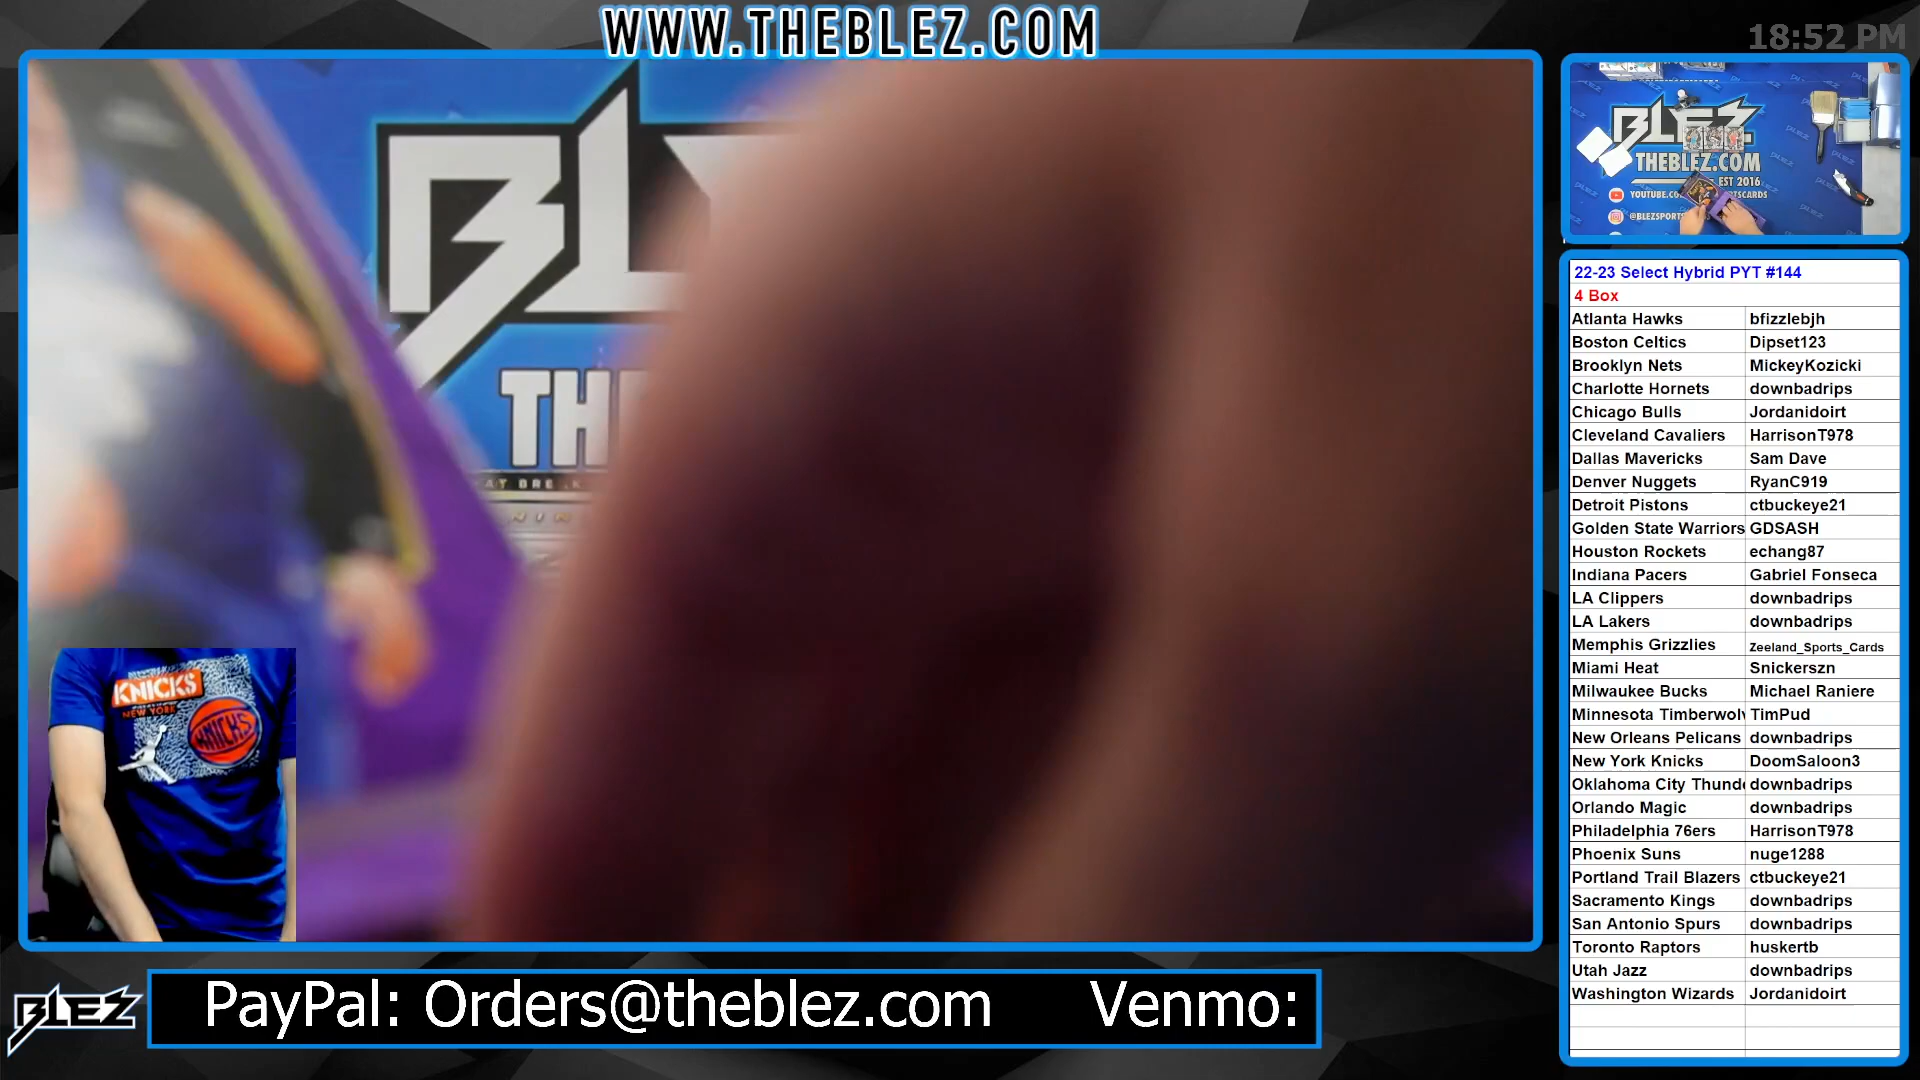 WWW.THEBLEZ.COM
18:52 PM
BLE
TH
BLEZ
THEBLEZ.COM
EST 2016
KNICKS
NEW YORK
KNICKS
22-23 Select Hybrid PYT #144
4 Box
Atlanta Hawks bfizzlebjh
Boston Celtics Dipset123
Brooklyn Nets MickeyKozicki
Charlotte Hornets downbadrips
Chicago Bulls Jordanidoirt
Cleveland Cavaliers HarrisonT978
Dallas Mavericks Sam Dave
Denver Nuggets RyanC919
Detroit Pistons ctbuckeye21
Golden State Warriors GDSASH
Houston Rockets echang87
Indiana Pacers Gabriel Fonseca
LA Clippers downbadrips
LA Lakers downbadrips
Memphis Grizzlies Zeeland_Sports_Cards
Miami Heat Snickerszn
Milwaukee Bucks Michael Raniere
Minnesota Timberwol TimPud
New Orleans Pelicans downbadrips
New York Knicks DoomSaloon3
Oklahoma City Thund downbadrips
Orlando Magic downbadrips
Philadelphia 76ers HarrisonT978
Phoenix Suns nuge1288
Portland Trail Blazers ctbuckeye21
Sacramento Kings downbadrips
San Antonio Spurs downbadrips
Toronto Raptors huskertb
Utah Jazz downbadrips
Washington Wizards Jordanidoirt
BLEZ
PayPal: Orders@theblez.com Venmo: